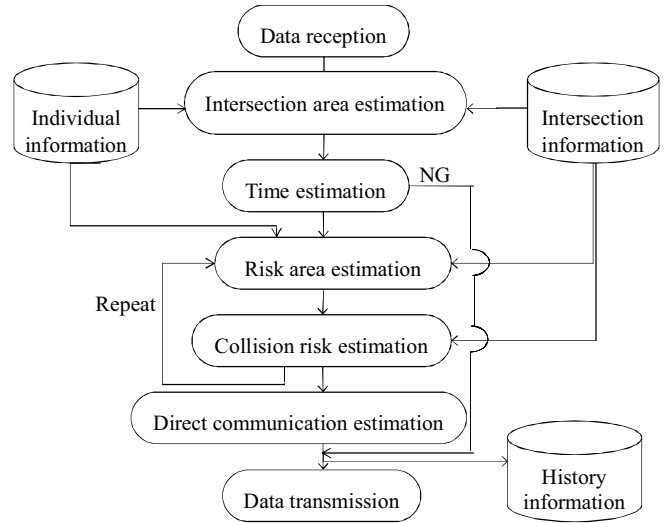 Data reception
Individual
information
Intersection area estimation
Intersection
information
Time estimation
NG
Risk area estimation
Repeat
Collision risk estimation
Direct communication estimation
Data transmission
History
information